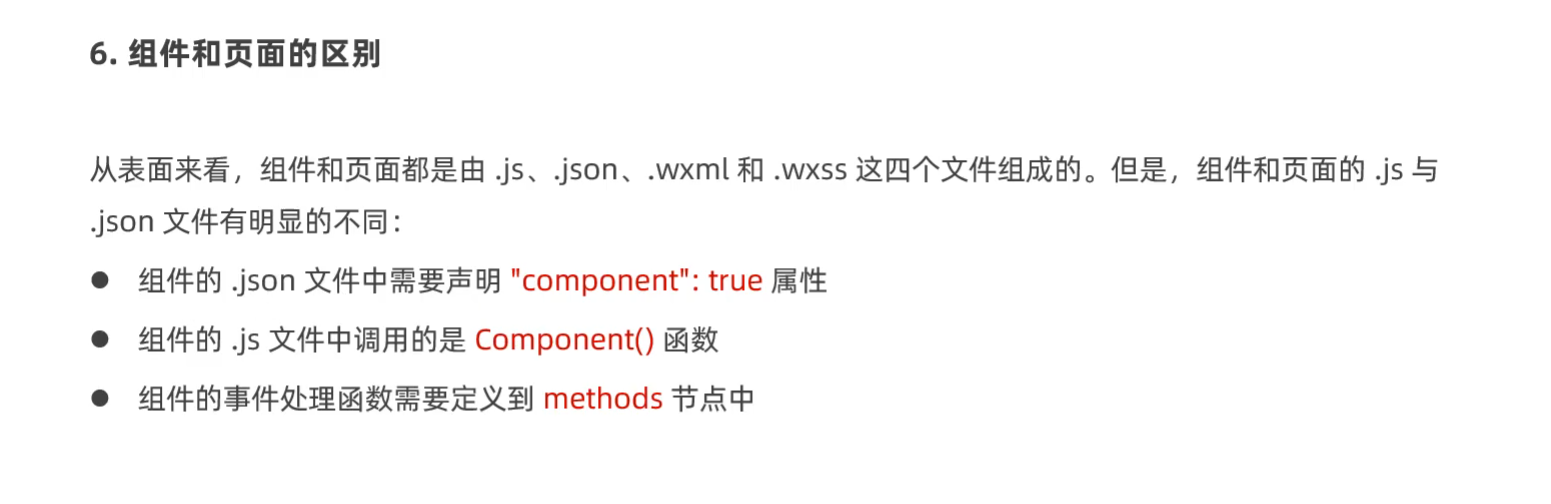 6. 组件和页面的区别
从表面来看，组件和页面都是由 .js、.json、.wxml 和 .wxss 这四个文件组成的。但是，组件和页面的 .js 与
.json 文件有明显的不同：
● 组件的 .json 文件中需要声明 "component": true 属性
● 组件的 .js 文件中调用的是 Component() 函数
● 组件的事件处理函数需要定义到 methods 节点中